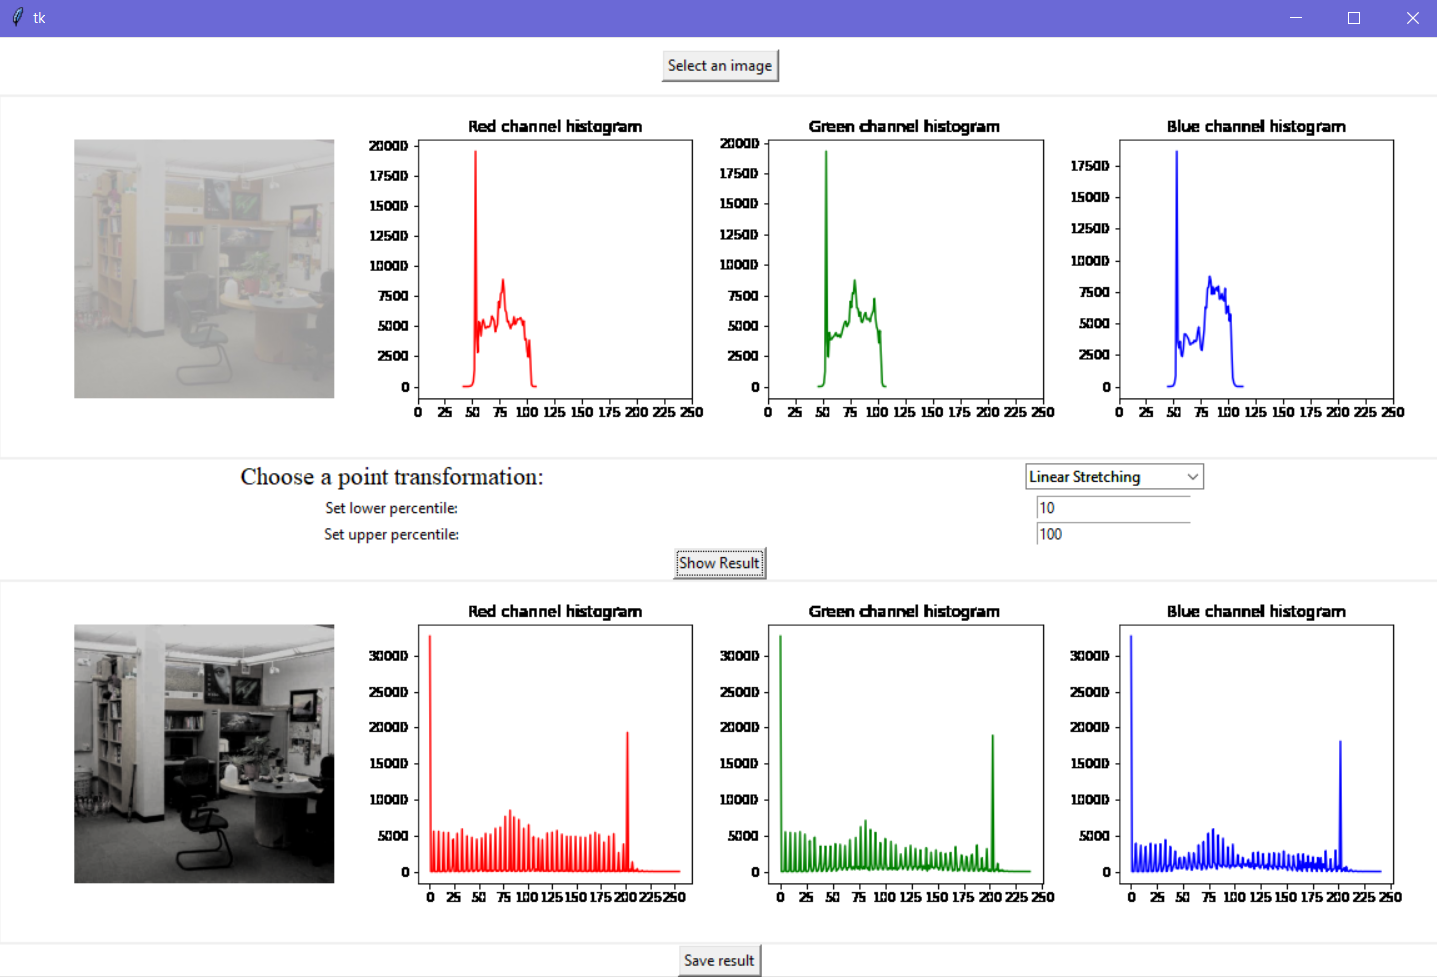 tk
Select an image
Red channel histogram
Green channel histogram
Blue channel histogram
20000
17500
15000
12500
10000
7500
5000
2500
0
0 25 50 75 100 125 150 175 200 225 250
20000
17500
15000
12500
10000
7500
5000
2500
0
0 25 50 75 100 125 150 175 200 225 250
17500
15000
12500
10000
7500
5000
2500
0
0 25 50 75 100 125 150 175 200 225 250
Choose a point transformation:
Linear Stretching
Set lower percentile:
10
Set upper percentile:
100
Show Result
Red channel histogram
Green channel histogram
Blue channel histogram
30000
25000
20000
15000
10000
5000
0
0 25 50 75 100 125 150 175 200 225 250
30000
25000
20000
15000
10000
5000
0
0 25 50 75 100 125 150 175 200 225 250
30000
25000
20000
15000
10000
5000
0
0 25 50 75 100 125 150 175 200 225 250
Save result